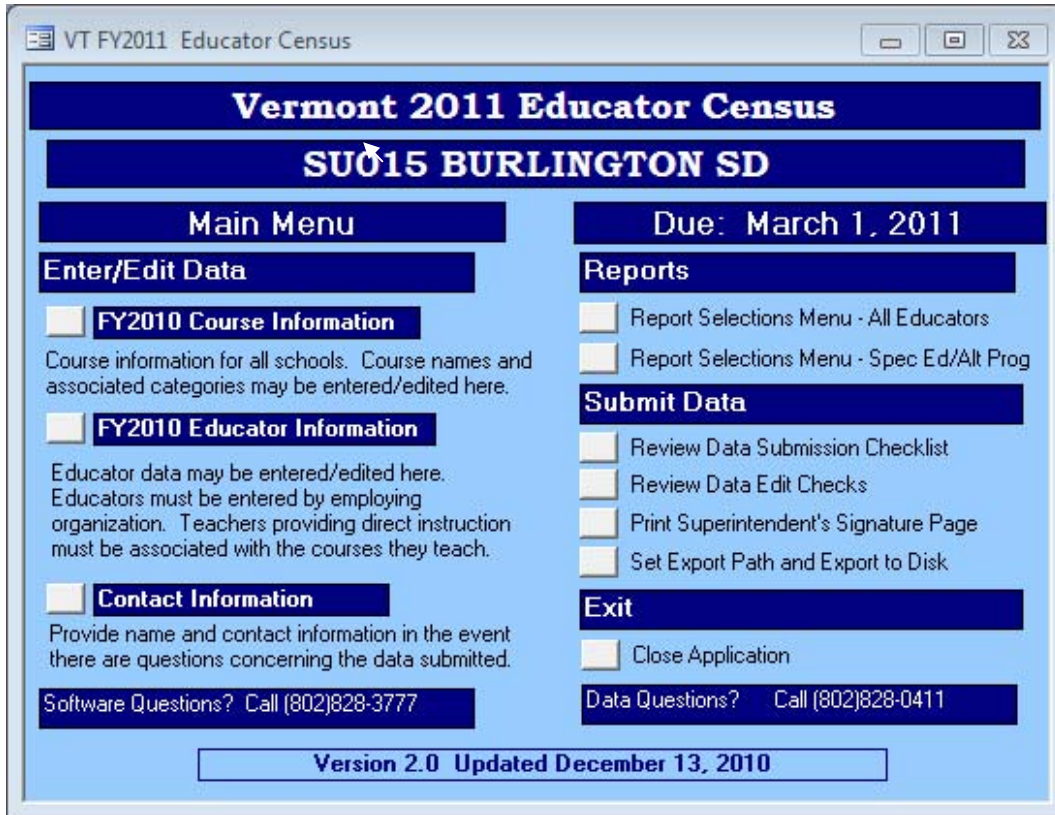 VT FY2011 Educator Census
Vermont 2011 Educator Census
SU015 BURLINGTON SD
Main Menu
Enter/Edit Data
FY2010 Course Information
Course information for all schools. Course names and
associated categories may be entered/edited here.
FY2010 Educator Information
Educator data may be entered/edited here.
Educators must be entered by employing
organization. Teachers providing direct instruction
must be associated with the courses they teach.
Contact Information
Provide name and contact information in the event
there are questions concerning the data submitted.
Software Questions? Call (802)828-3777
Due: March 1, 2011
Reports
Report Selections Menu - All Educators
Report Selections Menu - Spec Ed/Alt Prog
Submit Data
Review Data Submission Checklist
Review Data Edit Checks
Print Superintendent's Signature Page
Set Export Path and Export to Disk
Exit
Close Application
Data Questions? Call (802)828-0411
Version 2.0 Updated December 13, 2010